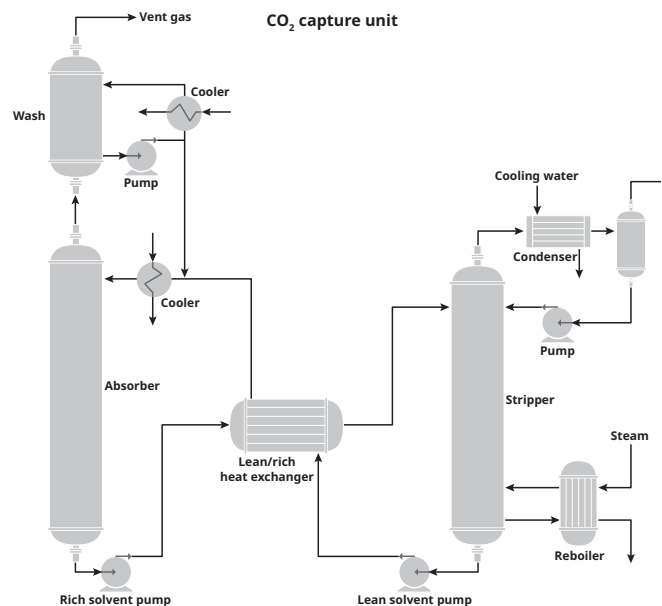 Vent gas
CO₂ capture unit
Cooler
Wash
Pump
Cooling water
Condenser
Cooler
Pump
Absorber
Stripper
Steam
Lean/rich
heat exchanger
Reboiler
Rich solvent pump
Lean solvent pump